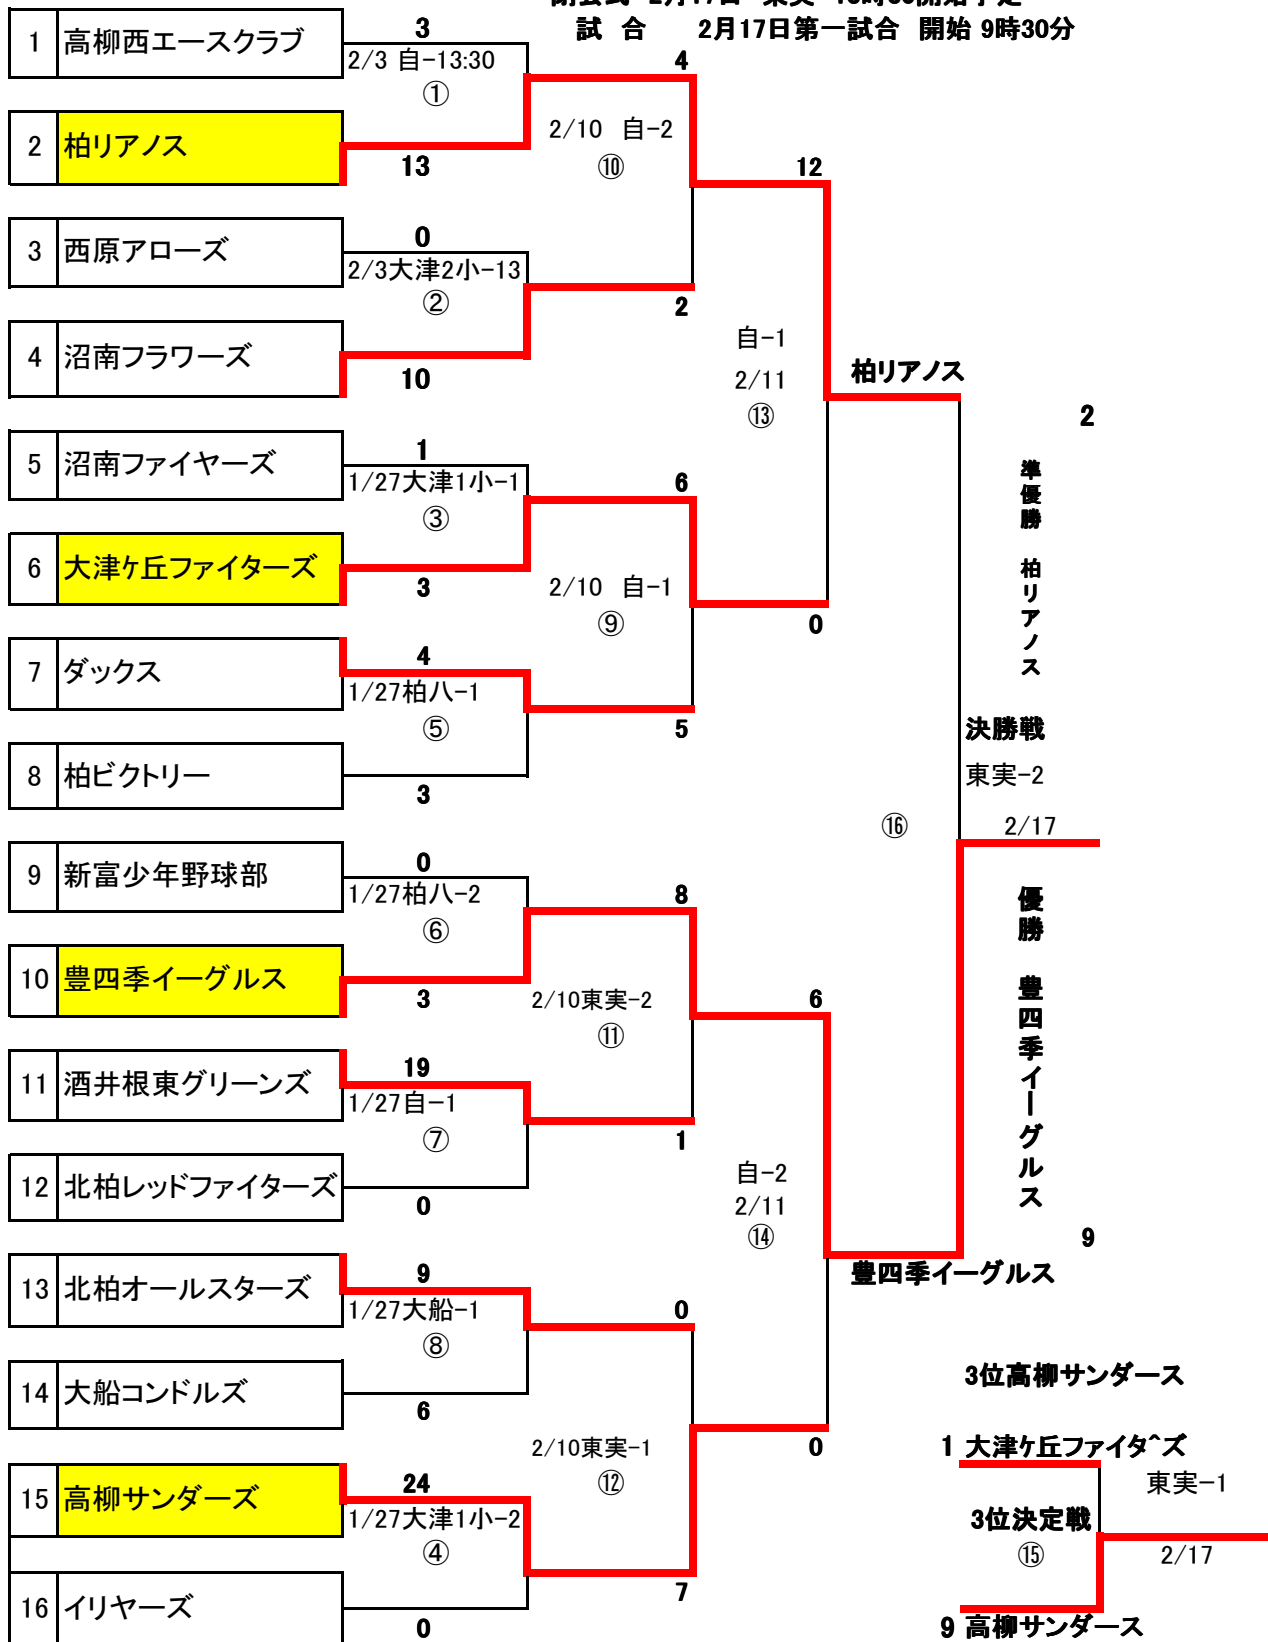 試 合 2月17日第一試合 開始 9時30分
1 高柳西エースクラブ
3
2/3 自-13:30
①
4
2 柏リアノス
13
2/10 自-2
⑩
12
3 西原アローズ
0
2/3大津2小-13
②
2
4 沼南フラワーズ
10
自-1
2/11
⑬
柏リアノス
2
5 沼南ファイヤーズ
1
1/27大津1小-1
③
6
6 大津ヶ丘ファイターズ
3
2/10 自-1
⑨
0
準優勝 柏リアノス
7 ダックス
4
1/27柏八-1
⑤
5
8 柏ビクトリー
3
決勝戦
東実-2
⑯
2/17
9 新富少年野球部
0
1/27柏八-2
⑥
8
10 豊四季イーグルス
3
2/10東実-2
⑪
6
優勝 豊四季イーグルス
11 酒井根東グリーンズ
19
1/27自-1
⑦
1
12 北柏レッドファイターズ
0
自-2
2/11
⑭
9
豊四季イーグルス
13 北柏オールスターズ
9
1/27大船-1
⑧
0
14 大船コンドルズ
6
2/10東実-1
⑫
0
3位高柳サンダース
15 高柳サンダーズ
24
1/27大津1小-2
④
7
16 イリヤーズ
0
1 大津ケ丘ファイタ^ズ
東実-1
3位決定戦
⑮
2/17
9 高柳サンダース